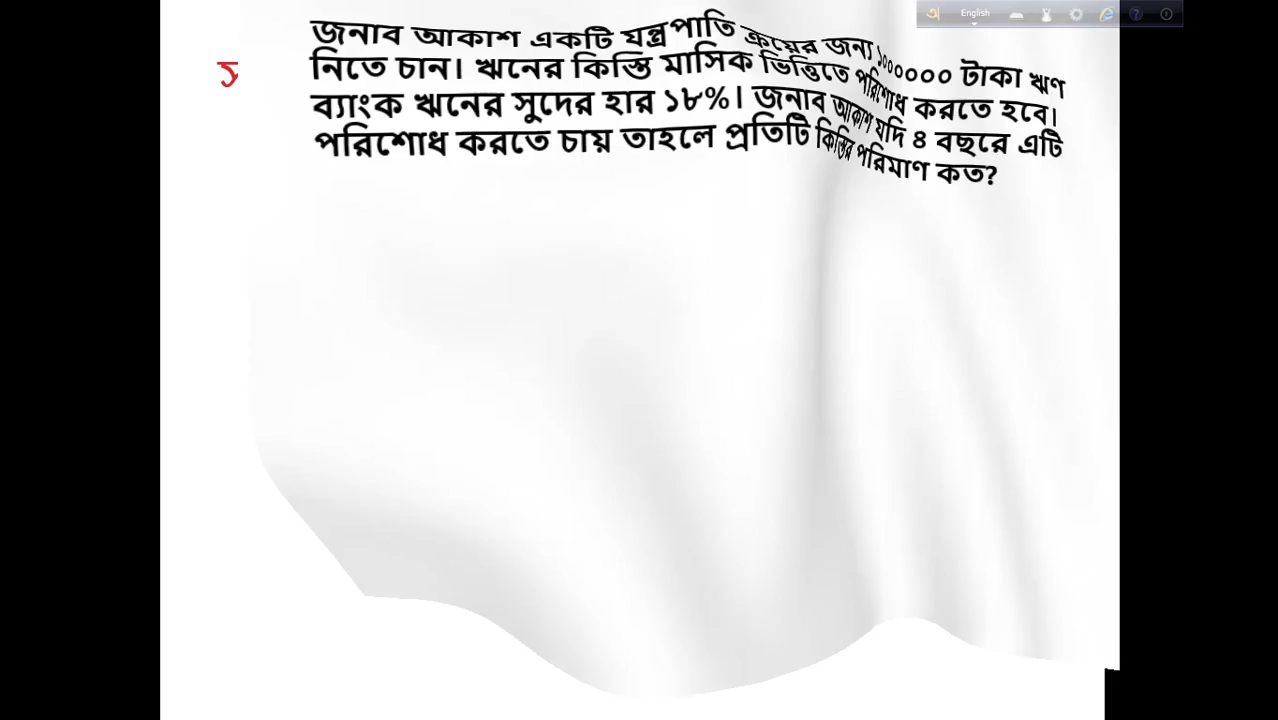 অ English
জনাব আকাশ একটি যন্ত্রপাতি ক্রয়ের জন্য ১০০০০০০ টাকা ঋণ
১
নিতে চান। ঋনের কিস্তি মাসিক ভিত্তিতে পরিশোধ করতে হবে।
ব্যাংক ঋনের সুদের হার ১৮%। জনাব আকাশ যদি ৪ বছরে এটি
পরিশোধ করতে চায় তাহলে প্রতিটি কিস্তির পরিমাণ কত?